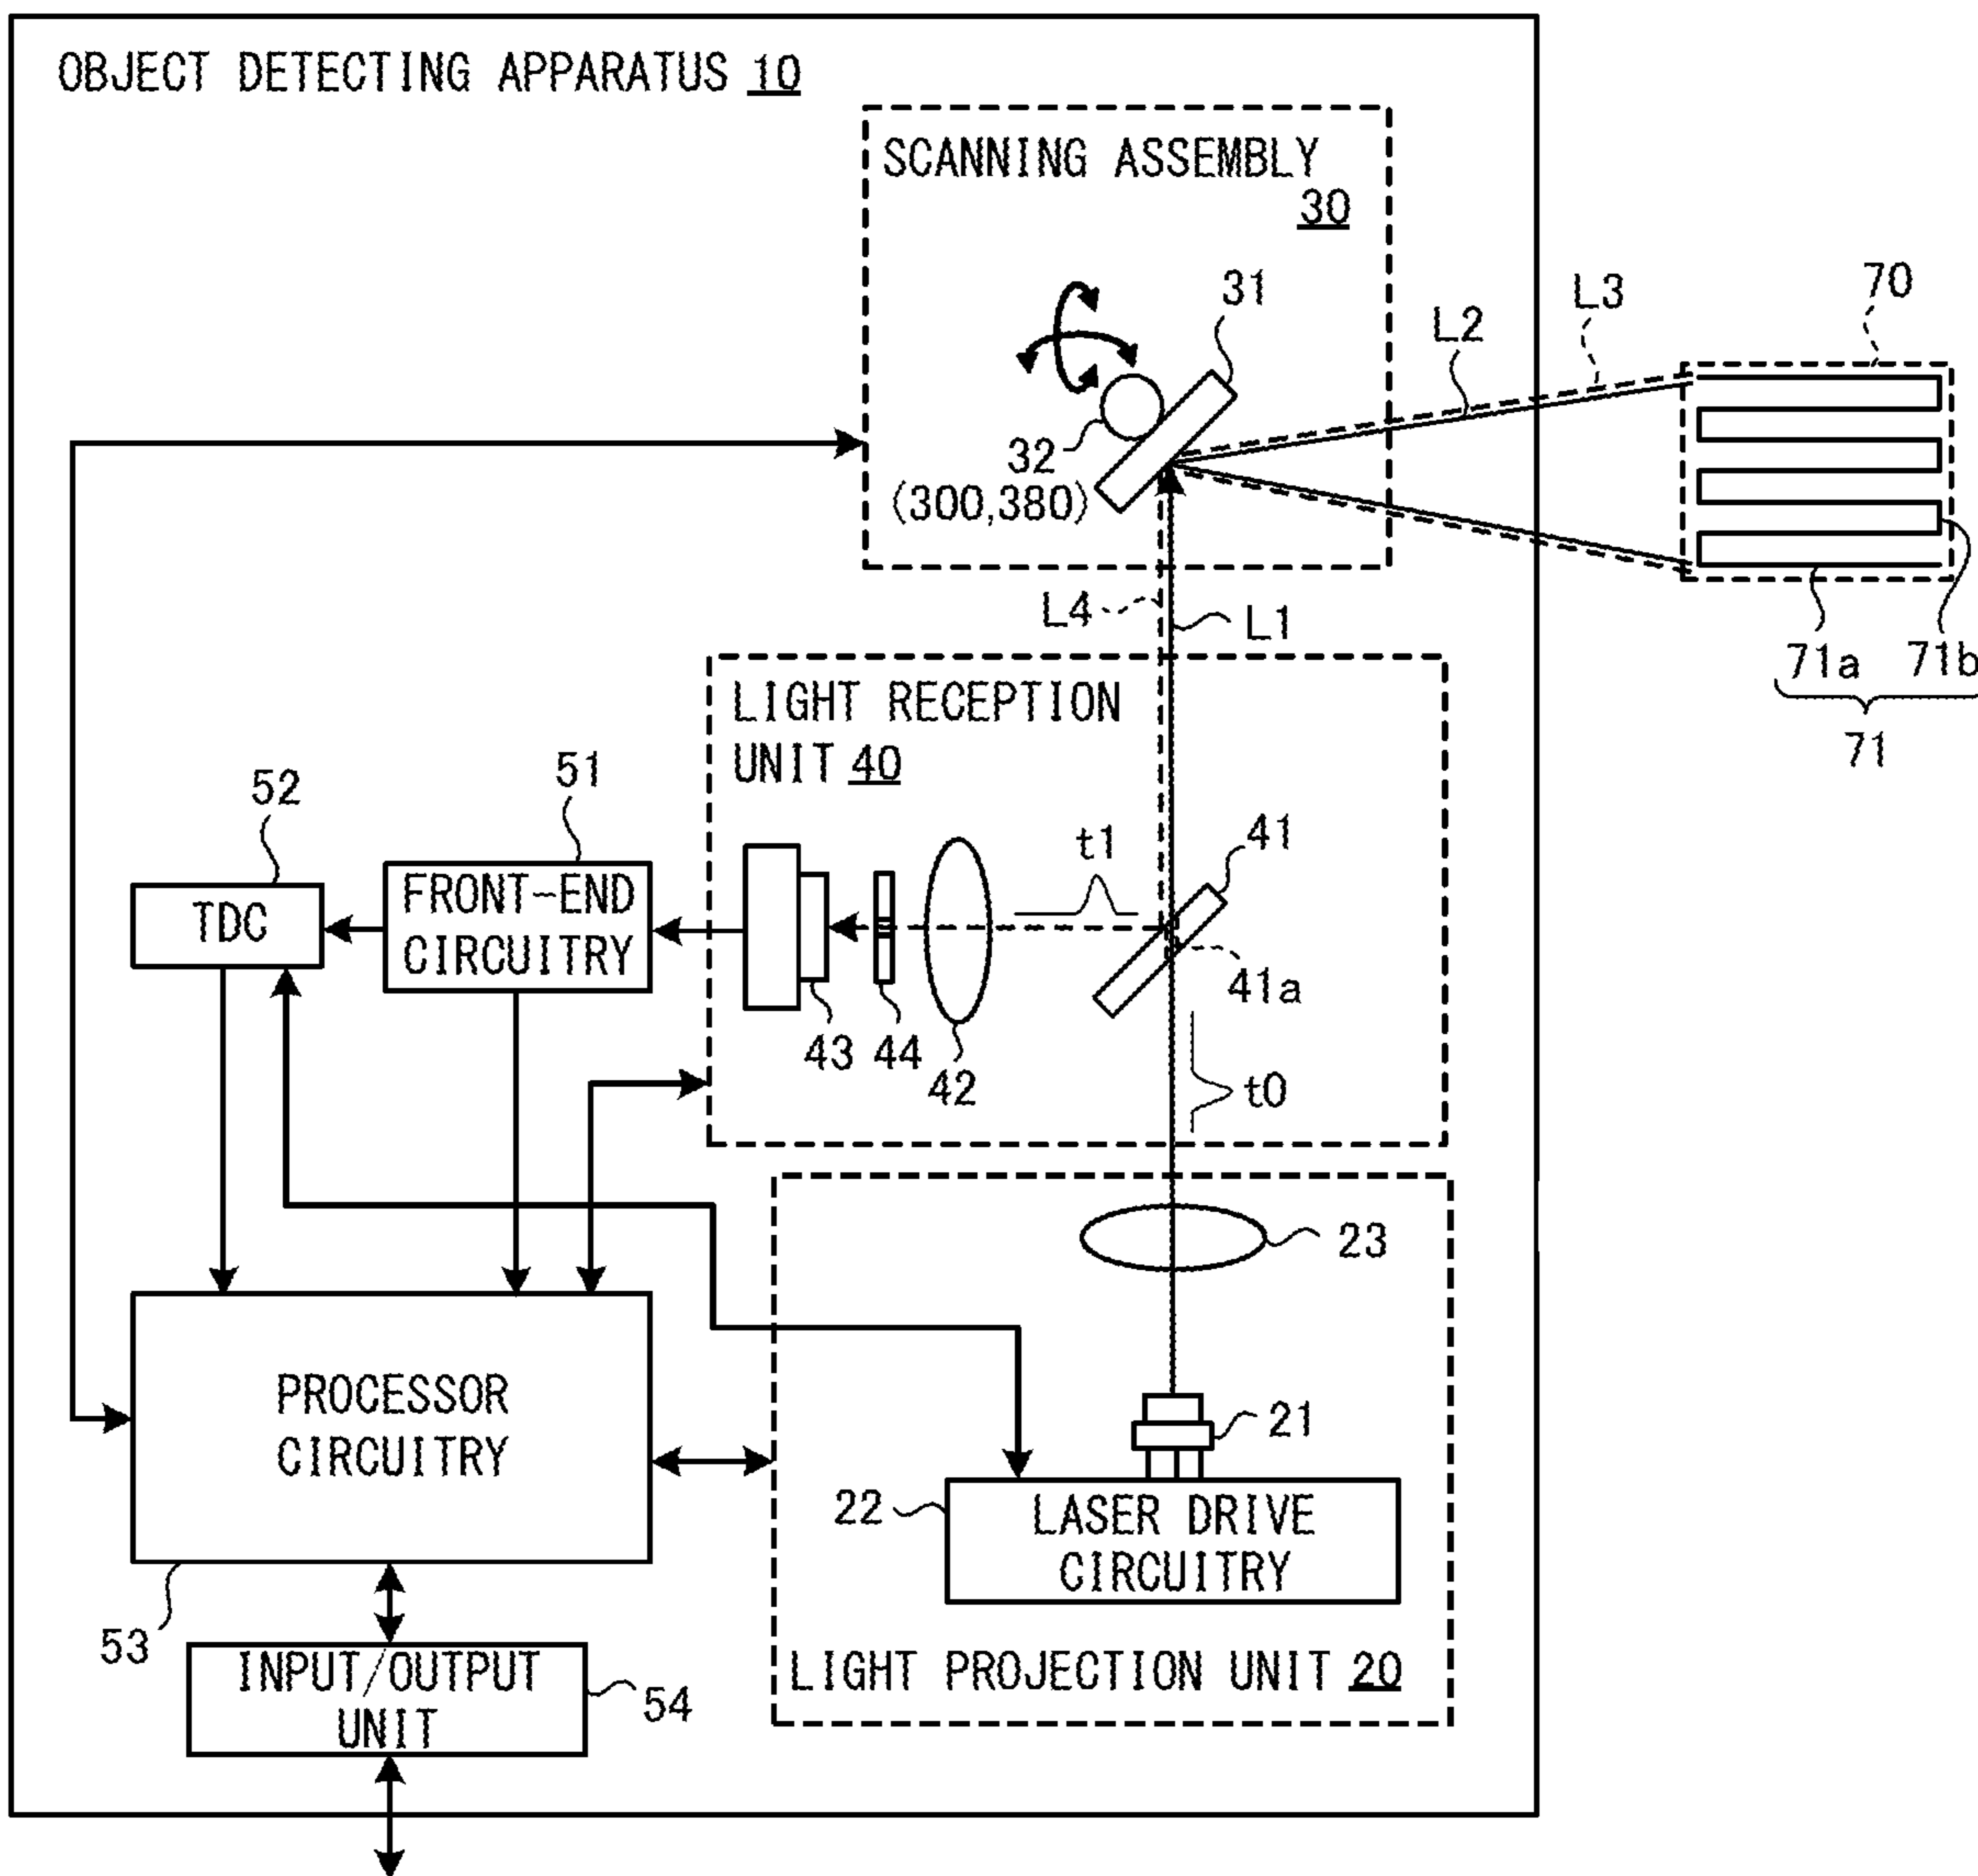 OBJECT DETECTING APPARATUS 10
SCANNING ASSEMBLY
30
31
32
(300,380)
L2
L3
70
L4
L1
71a
71b
71
LIGHT RECEPTION
UNIT 40
52
51
t1
41
TDC
FRONT-END
CIRCUITRY
41a
43
44
42
t0
23
PROCESSOR
CIRCUITRY
21
22
LASER DRIVE
CIRCUITRY
53
INPUT/OUTPUT
UNIT
54
LIGHT PROJECTION UNIT 20